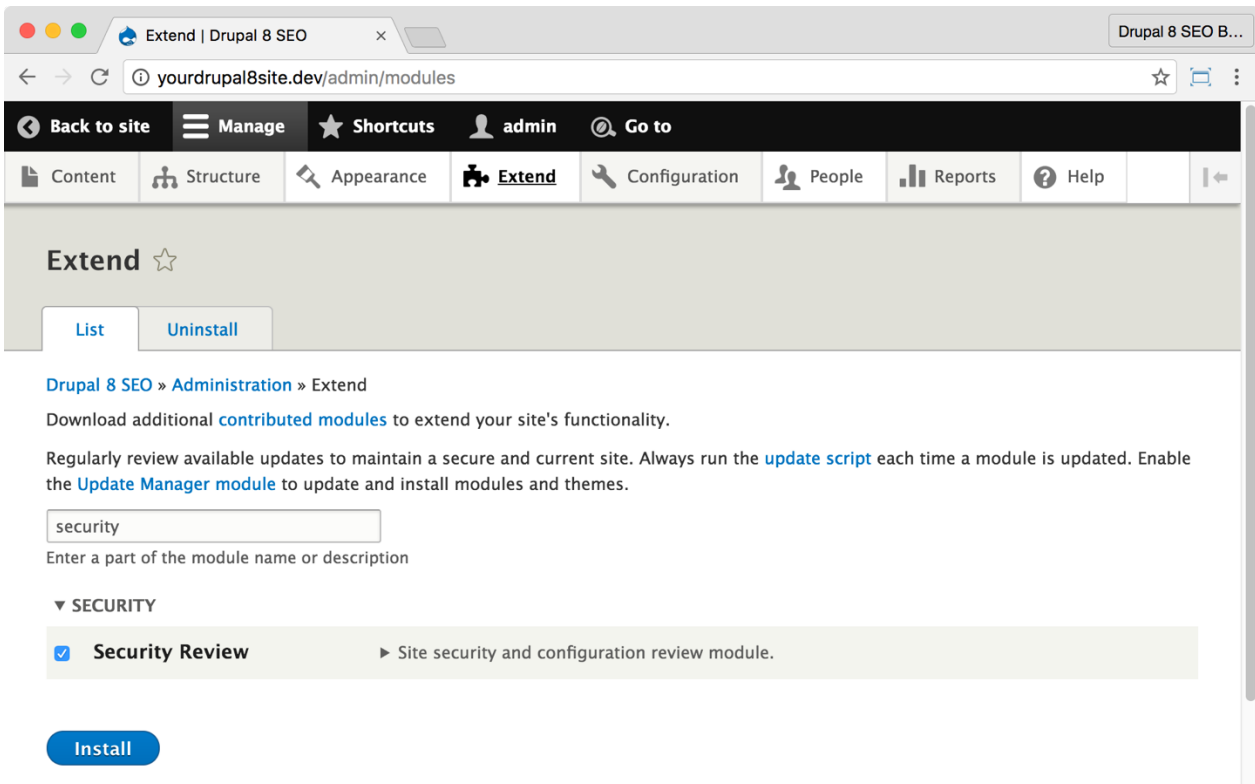 Extend | Drupal 8 SEO
Drupal 8 SEO B...
yourdrupal8site.dev/admin/modules
Back to site Manage Shortcuts admin Go to
Content Structure Appearance Extend Configuration People Reports Help
Extend
List Uninstall
Drupal 8 SEO » Administration » Extend
Download additional contributed modules to extend your site's functionality.
Regularly review available updates to maintain a secure and current site. Always run the update script each time a module is updated. Enable
the Update Manager module to update and install modules and themes.
security
Enter a part of the module name or description
▼ SECURITY
Security Review ▶ Site security and configuration review module.
Install